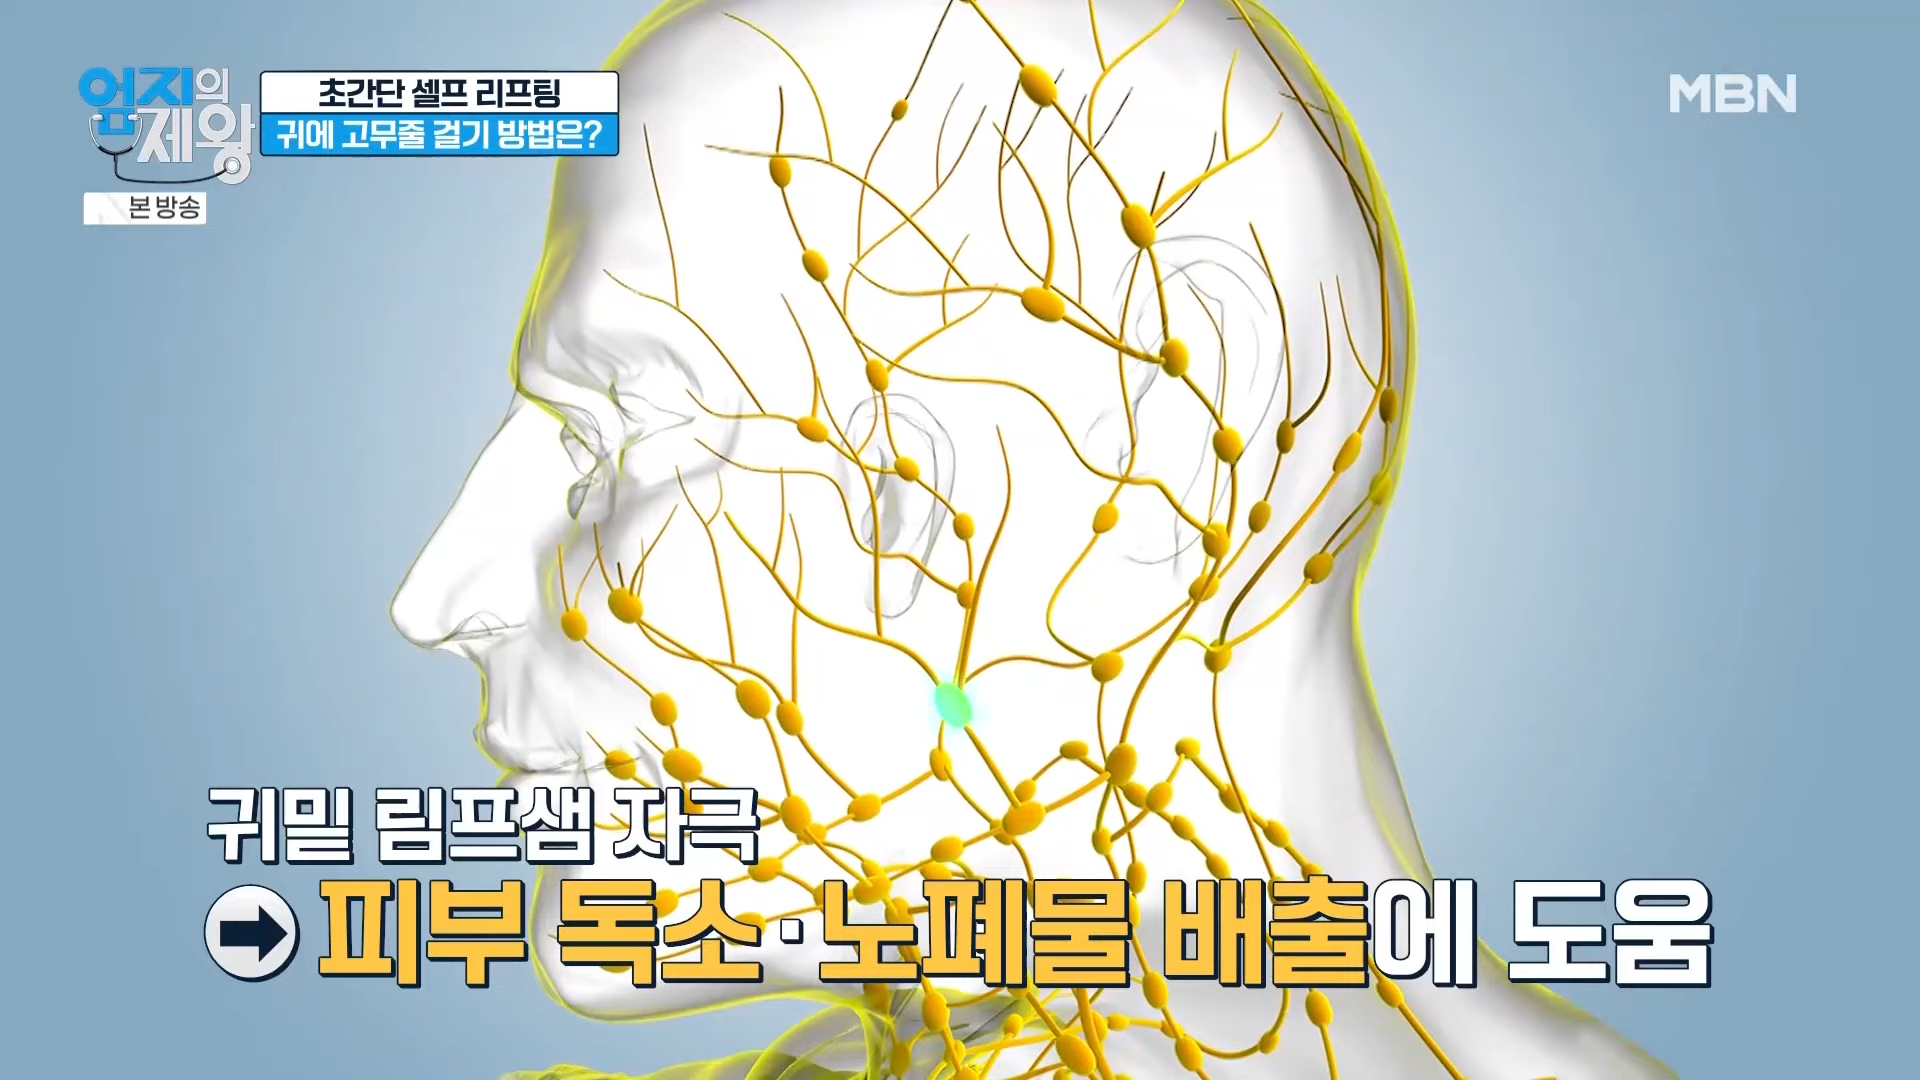 엄지의
제왕
본방송
초간단 셀프 리프팅
귀에 고무줄 걸기 방법은?
MBN
귀밑 림프샘 자극
피부 독소·노폐물 배출에 도움